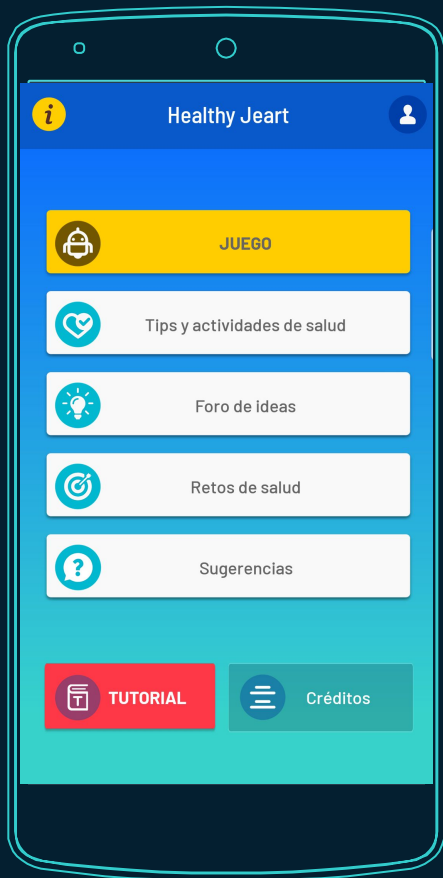 Healthy Jeart
JUEGO
Tips y actividades de salud
Foro de ideas
Retos de salud
Sugerencias
TUTORIAL
Créditos